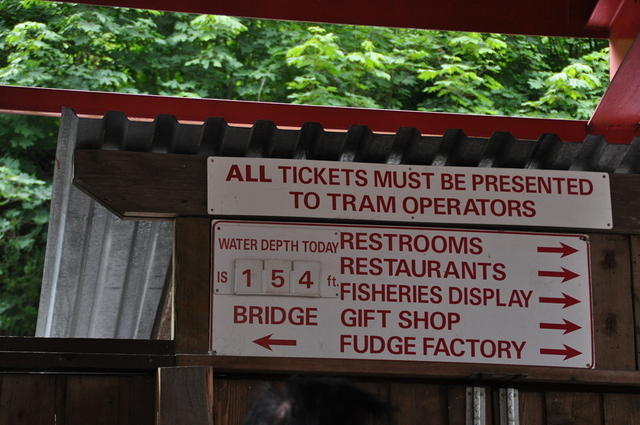 ALL TICKETS MUST BE PRESENTED
TO TRAM OPERATORS
WATER DEPTH TODAY
IS 154 ft.
BRIDGE
RESTROOMS
RESTAURANTS
FISHERIES DISPLAY
GIFT SHOP
FUDGE FACTORY